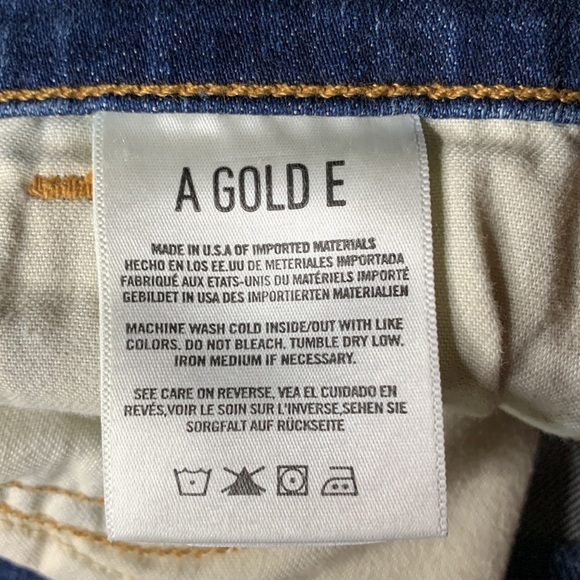 A GOLD E
MADE IN U.S.A OF IMPORTED MATERIALS
HECHO EN LOS EE.UU DE METERIALES IMPORTADA
FABRIQUÉ AUX ETATS-UNIS DU MATÉRIELS IMPORTÉ
GEBILDET IN USA DES IMPORTIERTEN MATERIALIEN
MACHINE WASH COLD INSIDE/OUT WITH LIKE
COLORS. DO NOT BLEACH. TUMBLE DRY LOW.
IRON MEDIUM IF NECESSARY.
SEE CARE ON REVERSE, VEA EL CUIDADO EN
REVÉS,VOIR LE SOIN SUR L'INVERSE,SEHEN SIE
SORGFALT AUF RÜCKSEITE